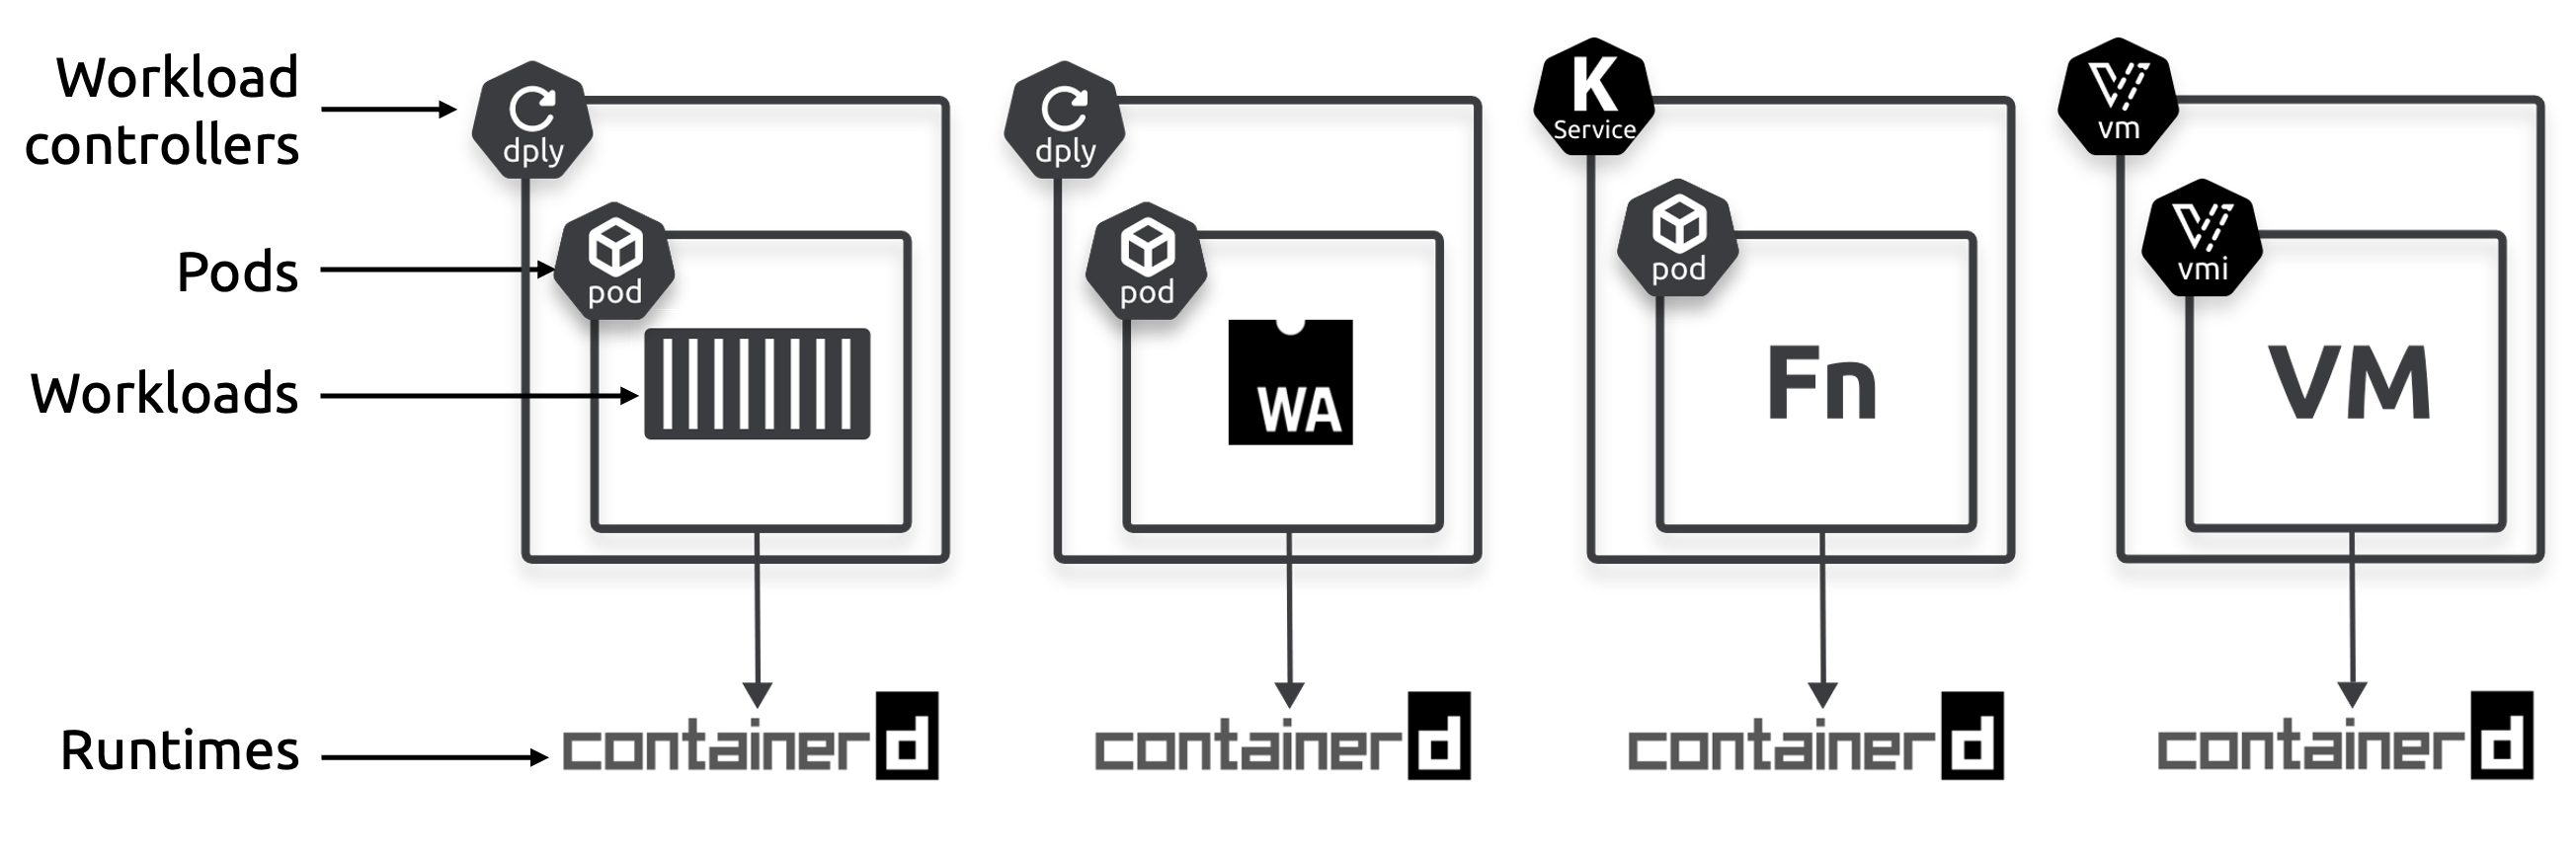 Workload
controllers
Pods
Workloads
Runtimes
dply
pod
containerd
dply
pod
WA
containerd
K
Service
pod
Fn
containerd
vm
vmi
VM
containerd